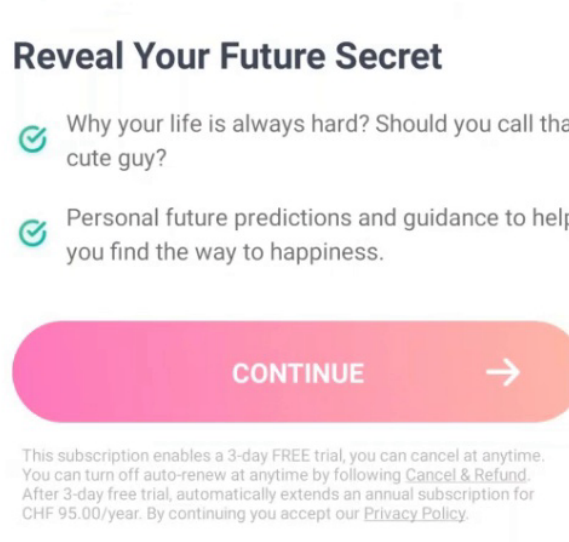 Reveal Your Future Secret
Why your life is always hard? Should you call tha
cute guy?
Personal future predictions and guidance to help
you find the way to happiness.
CONTINUE
This subscription enables a 3-day FREE trial, you can cancel at anytime.
You can turn off auto-renew at anytime by following Cancel & Refund.
After 3-day free trial, automatically extends an annual subscription for
CHF 95.00/year. By continuing you accept our Privacy Policy.